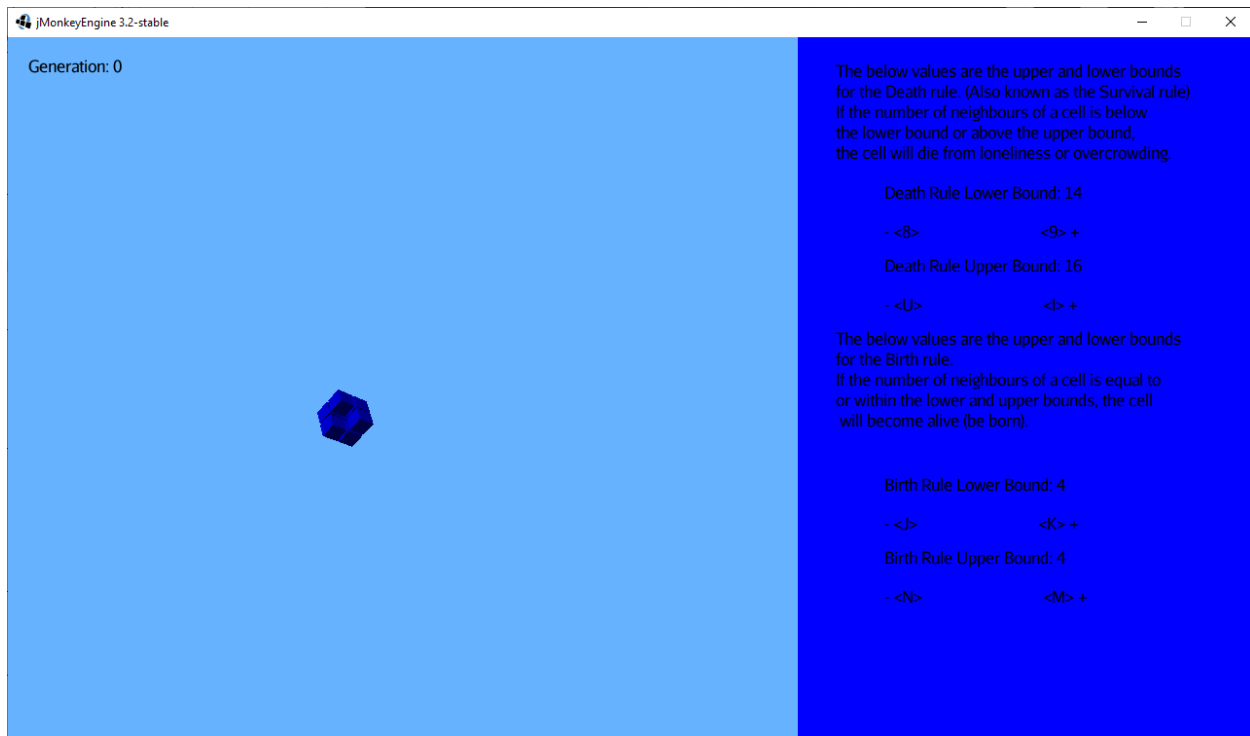 jMonkeyEngine 3.2-stable
Generation: 0
The below values are the upper and lower bounds
for the Death rule. (Also known as the Survival rule)
If the number of neighbours of a cell is below
the lower bound or above the upper bound,
the cell will die from loneliness or overcrowding.
Death Rule Lower Bound: 14
- <8> <9> +
Death Rule Upper Bound: 16
- <U> <I> +
The below values are the upper and lower bounds
for the Birth rule.
If the number of neighbours of a cell is equal to
or within the lower and upper bounds, the cell
will become alive (be born).
Birth Rule Lower Bound: 4
- <J> <K> +
Birth Rule Upper Bound: 4
- <N> <M> +